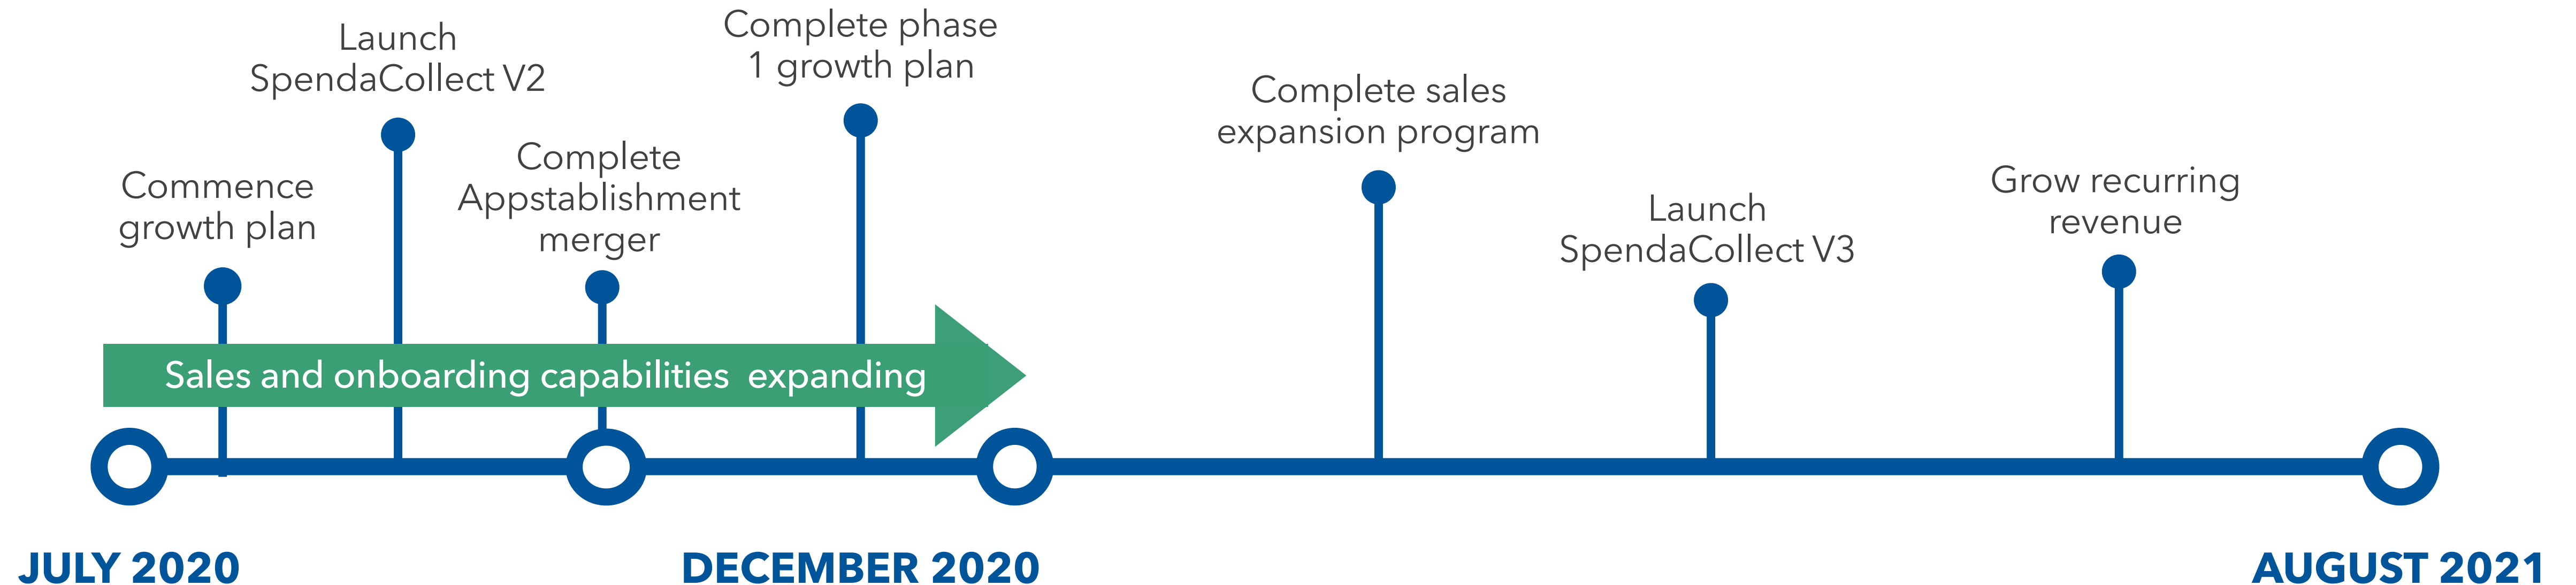 Launch
SpendaCollect V2
Complete phase
1 growth plan
Commence
growth plan
Complete
Appstablishment
merger
Complete sales
expansion program
Launch
SpendaCollect V3
Grow recurring
revenue
Sales and onboarding capabilities  expanding
JULY 2020
DECEMBER 2020
AUGUST 2021